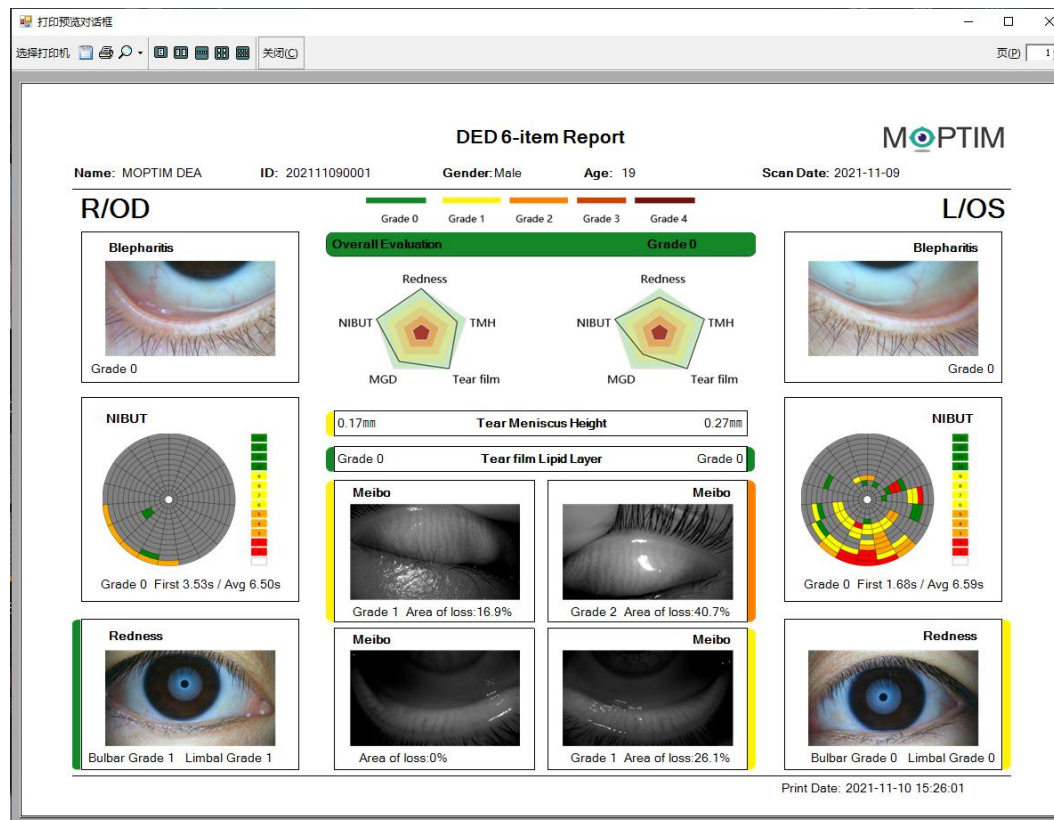 打印预览对话框
选择打印机 关闭(C) 页(P) 1
DED 6-item Report
MOPTIM
Name: MOPTIM DEA ID: 202111090001 Gender: Male Age: 19 Scan Date: 2021-11-09
R/OD
Grade 0 Grade 1 Grade 2 Grade 3 Grade 4
L/OS
Overall Evaluation Grade 0
Blepharitis
Grade 0
Redness
NIBUT
TMH
MGD
Tear film
Redness
NIBUT
TMH
MGD
Tear film
Blepharitis
Grade 0
NIBUT
Grade 0 First 3.53s / Avg 6.50s
0.17mm Tear Meniscus Height 0.27mm
Grade 0 Tear film Lipid Layer Grade 0
Meibo
Grade 1 Area of loss:16.9%
Meibo
Grade 2 Area of loss:40.7%
NIBUT
Grade 0 First 1.68s / Avg 6.59s
Redness
Bulbar Grade 1 Limbal Grade 1
Meibo
Area of loss:0%
Meibo
Grade 1 Area of loss:26.1%
Redness
Bulbar Grade 0 Limbal Grade 0
Print Date: 2021-11-10 15:26:01